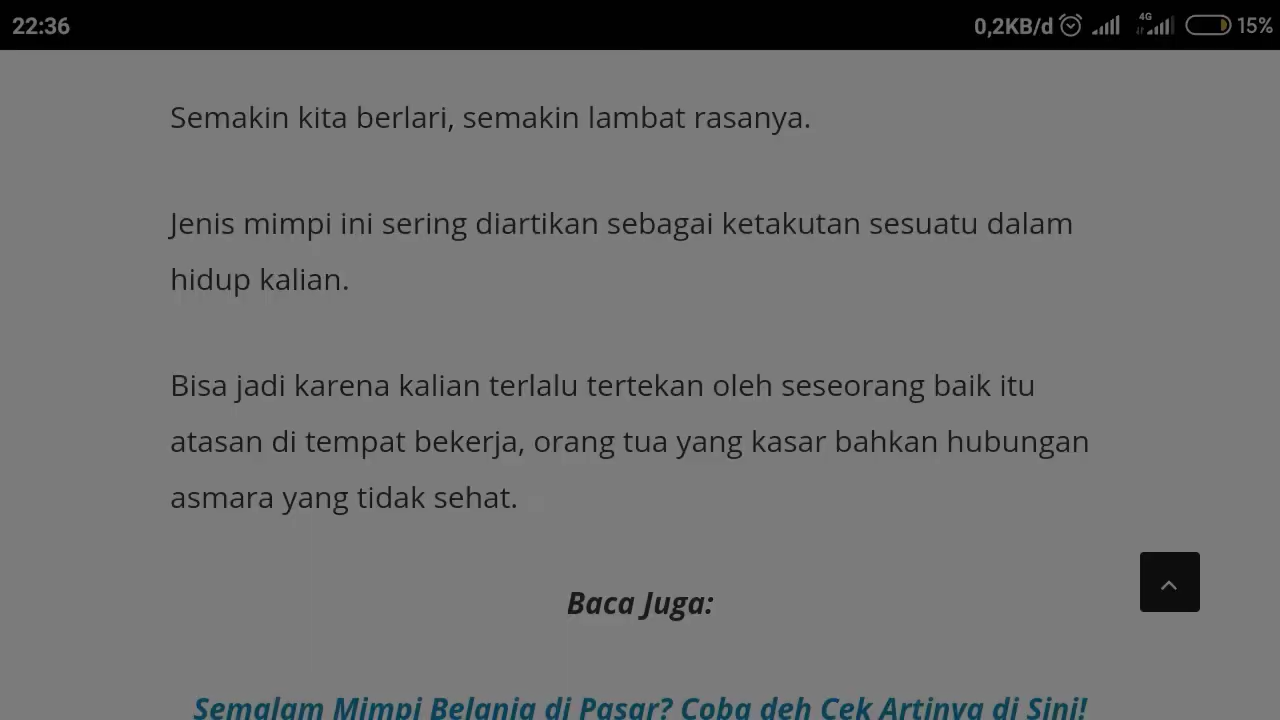 22:36
0,2KB/d 4G 15%
Semakin kita berlari, semakin lambat rasanya.
Jenis mimpi ini sering diartikan sebagai ketakutan sesuatu dalam
hidup kalian.
Bisa jadi karena kalian terlalu tertekan oleh seseorang baik itu
atasan di tempat bekerja, orang tua yang kasar bahkan hubungan
asmara yang tidak sehat.
Baca Juga:
Semalam Mimpi Belanja di Pasar? Coba deh Cek Artinya di Sini!